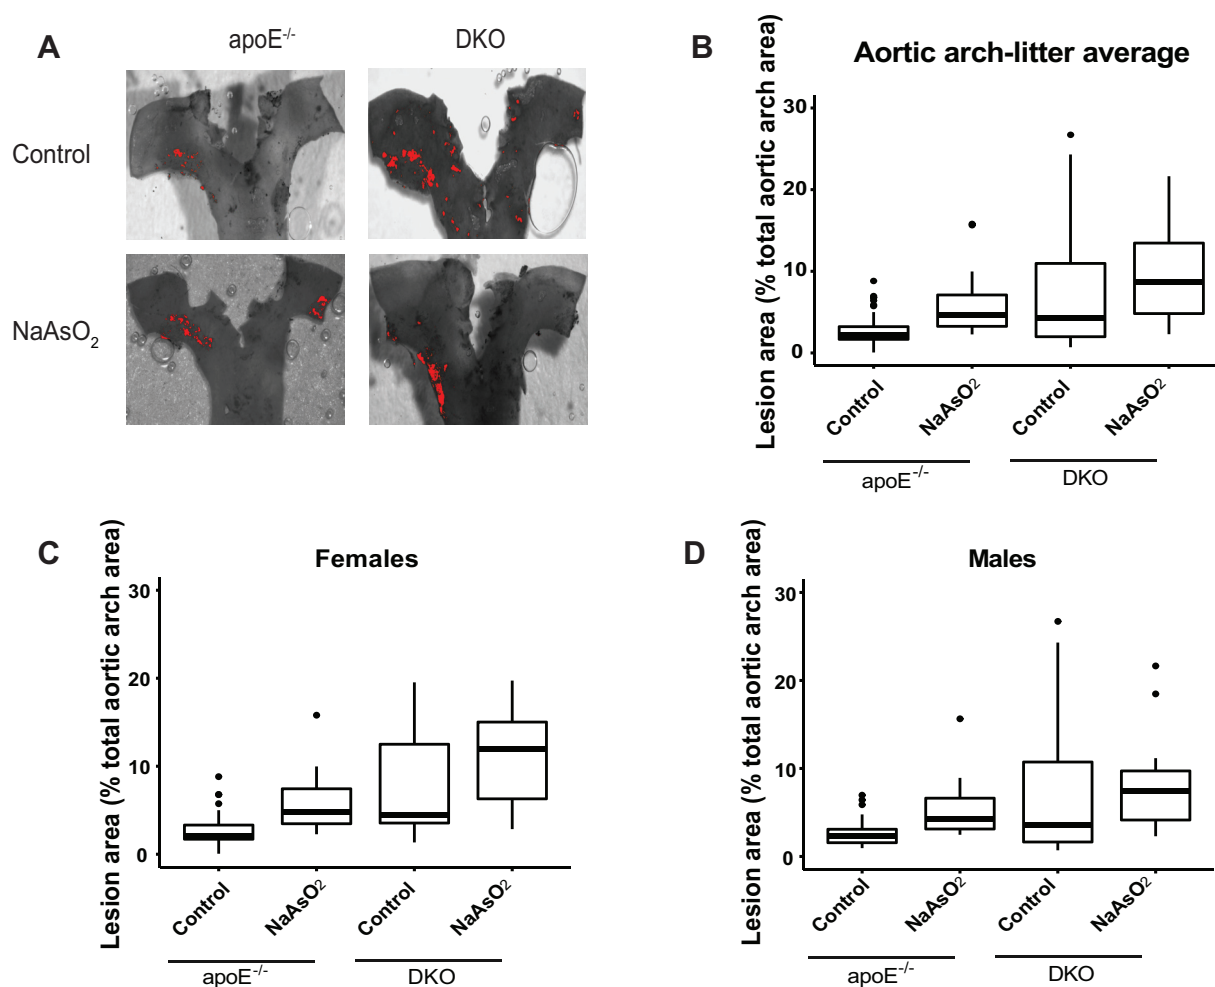 A
apoE-/-
DKO
Control
NaAsO2
B
Aortic arch-litter average
Lesion area (% total aortic arch area)
30
20
10
0
Control
NaAsO2
Control
NaAsO2
apoE-/-
DKO
C
Females
Lesion area (% total aortic arch area)
30
20
10
0
Control
NaAsO2
Control
NaAsO2
apoE-/-
DKO
D
Males
Lesion area (% total aortic arch area)
30
20
10
0
Control
NaAsO2
Control
NaAsO2
apoE-/-
DKO